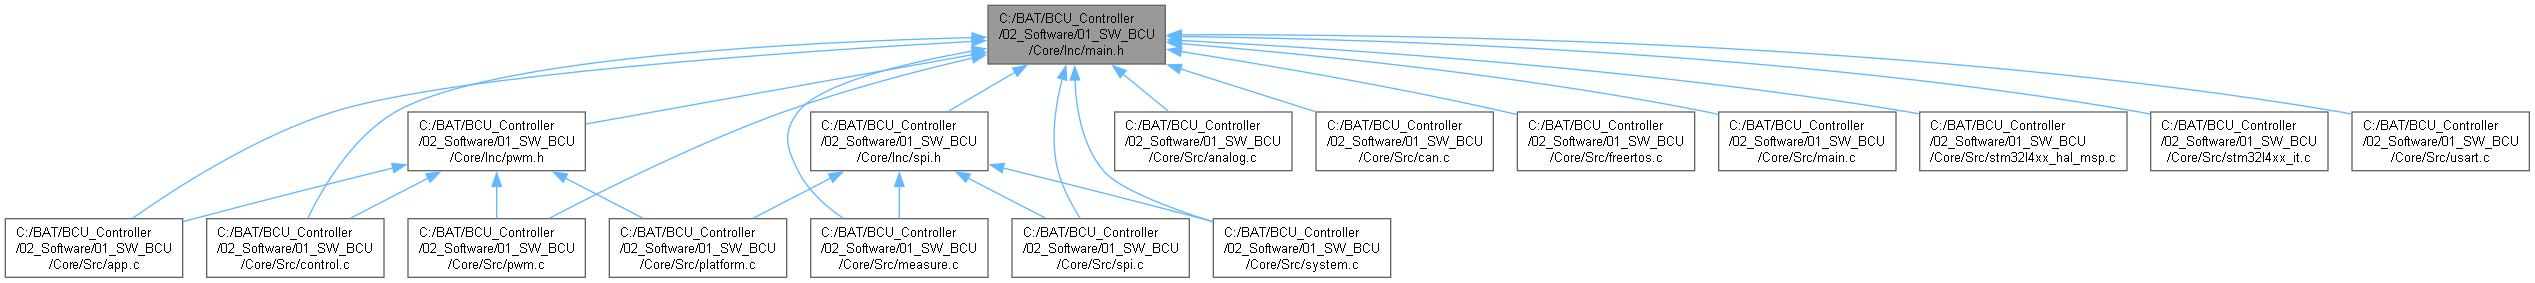 C:/BAT/BCU_Controller
/02_Software/01_SW_BCU
/Core/Inc/main.h
C:/BAT/BCU_Controller
/02_Software/01_SW_BCU
/Core/Inc/pwm.h
C:/BAT/BCU_Controller
/02_Software/01_SW_BCU
/Core/Inc/spi.h
C:/BAT/BCU_Controller
/02_Software/01_SW_BCU
/Core/Src/analog.c
C:/BAT/BCU_Controller
/02_Software/01_SW_BCU
/Core/Src/can.c
C:/BAT/BCU_Controller
/02_Software/01_SW_BCU
/Core/Src/freertos.c
C:/BAT/BCU_Controller
/02_Software/01_SW_BCU
/Core/Src/main.c
C:/BAT/BCU_Controller
/02_Software/01_SW_BCU
/Core/Src/stm32l4xx_hal_msp.c
C:/BAT/BCU_Controller
/02_Software/01_SW_BCU
/Core/Src/stm32l4xx_it.c
C:/BAT/BCU_Controller
/02_Software/01_SW_BCU
/Core/Src/usart.c
C:/BAT/BCU_Controller
/02_Software/01_SW_BCU
/Core/Src/app.c
C:/BAT/BCU_Controller
/02_Software/01_SW_BCU
/Core/Src/control.c
C:/BAT/BCU_Controller
/02_Software/01_SW_BCU
/Core/Src/pwm.c
C:/BAT/BCU_Controller
/02_Software/01_SW_BCU
/Core/Src/platform.c
C:/BAT/BCU_Controller
/02_Software/01_SW_BCU
/Core/Src/measure.c
C:/BAT/BCU_Controller
/02_Software/01_SW_BCU
/Core/Src/spi.c
C:/BAT/BCU_Controller
/02_Software/01_SW_BCU
/Core/Src/system.c